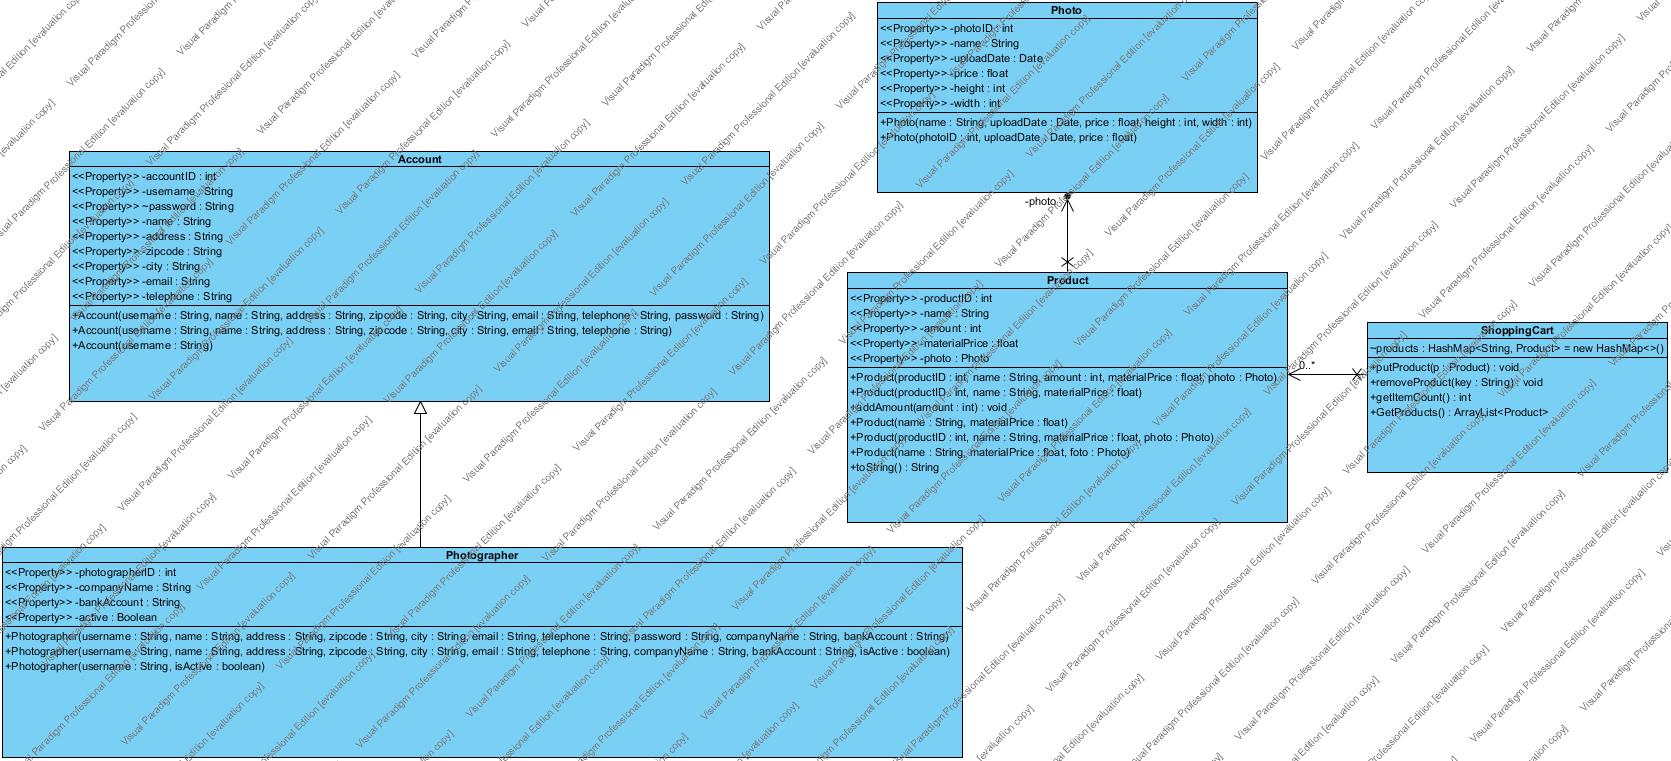 Photo
<<Property>> -photoID : int
<<Property>> -name : String
<<Property>> -uploadDate : Date
<<Property>> -price : float
<<Property>> -height : int
<<Property>> -width : int
+Photo(name : String, uploadDate : Date, price : float, height : int, width : int)
+Photo(photoID : int, uploadDate : Date, price : float)
-photo
Account
<<Property>> -accountID : int
<<Property>> -username : String
<<Property>> ~password : String
<<Property>> -name : String
<<Property>> -address : String
<<Property>> -zipcode : String
<<Property>> -city : String
<<Property>> -email : String
<<Property>> -telephone : String
+Account(username : String, name : String, address : String, zipcode : String, city : String, email : String, telephone : String, password : String)
+Account(username : String, name : String, address : String, zipcode : String, city : String, email : String, telephone : String)
+Account(username : String)
Product
<<Property>> -productID : int
<<Property>> -name : String
<<Property>> -amount : int
<<Property>> -materialPrice : float
<<Property>> -photo : Photo
+Product(productID : int, name : String, amount : int, materialPrice : float, photo : Photo)
+Product(productID : int, name : String, materialPrice : float)
+addAmount(amount : int) : void
+Product(name : String, materialPrice : float)
+Product(productID : int, name : String, materialPrice : float, photo : Photo)
+Product(name : String, materialPrice : float, foto : Photo)
+toString() : String
0..*
ShoppingCart
~products : HashMap<String, Product> = new HashMap<>()
+putProduct(p : Product) : void
+removeProduct(key : String) : void
+getItemCount() : int
+GetProducts() : ArrayList<Product>
Photographer
<<Property>> -photographerID : int
<<Property>> -companyName : String
<<Property>> -bankAccount : String
<<Property>> -active : Boolean
+Photographer(username : String, name : String, address : String, zipcode : String, city : String, email : String, telephone : String, password : String, companyName : String, bankAccount : String)
+Photographer(username : String, name : String, address : String, zipcode : String, city : String, email : String, telephone : String, companyName : String, bankAccount : String, isActive : boolean)
+Photographer(username : String, isActive : boolean)
Visual Paradigm Professional Edition [evaluation copy]